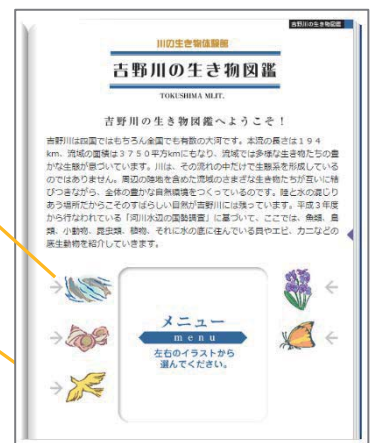 吉野川の生き物図鑑
川の生き物体験館
吉野川の生き物図鑑
TOKUSHIMA MLIT.
吉野川の生き物図鑑へようこそ！
吉野川は四国ではもちろん全国でも有数の大河です。本流の長さは１９４
km、流域の面積は３７５０平方kmにもなり、流域では多様な生き物たちの豊
かな生態が息づいています。川は、その流れの中だけで生態系を形成している
のではありません。周辺の陸地を含めた流域のさまざな生き物たちが互いに結
びつきながら、全体の豊かな自然環境をつくっているのです。陸と水の混じり
あう場所だからこそのすばらしい自然が吉野川には残っています。平成３年度
から行なわれている「河川水辺の国勢調査」に基づいて、ここでは、魚類、鳥
類、小動物、昆虫類、植物、それに水の底に住んでいる貝やエビ、カニなどの
底生動物を紹介していきます。
メニュー
menu
左右のイラストから
選んでください。